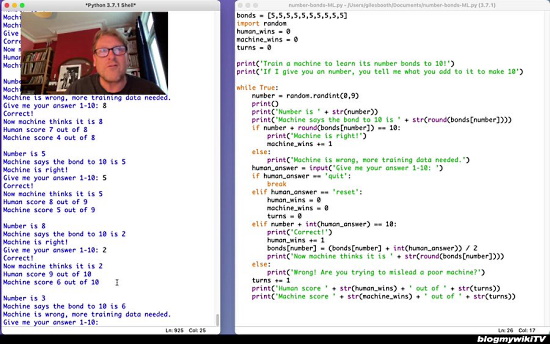 *Python 3.7.1 Shell*
Number
Machine
Machine
Give me
Correct!
Now
Human
Machine
Number
Machine
Machine is wrong, more training data needed.
Give me your answer 1-10: 8
Correct!
Now machine thinks it is 8
Human score 7 out of 8
Machine score 4 out of 8
Number is 5
Machine says the bond to 10 is 5
Machine is right!
Give me your answer 1-10: 5
Correct!
Now machine thinks it is 5
Human score 8 out of 9
Machine score 5 out of 9
Number is 8
Machine says the bond to 10 is 2
Machine is right!
Give me your answer 1-10: 2
Correct!
Now machine thinks it is 2
Human score 9 out of 10
Machine score 6 out of 10
Number is 3
Machine says the bond to 10 is 6
Machine is wrong, more training data needed.
Give me your answer 1-10:
Ln: 925 Col: 25
number-bonds-ML.py - /Users/gilesbooth/Documents/number-bonds-ML.py (3.7.1)
bonds = [5,5,5,5,5,5,5,5,5,5]
import random
human_wins = 0
machine_wins = 0
turns = 0
print('Train a machine to learn its number bonds to 10!')
print('If I give you an number, you tell me what you add to it to make 10')
while True:
number = random.randint(0,9)
print()
print('Number is ' + str(number))
print('Machine says the bond to 10 is ' + str(round(bonds[number])))
if number + round(bonds[number]) == 10:
print('Machine is right!')
machine_wins += 1
else:
print('Machine is wrong, more training data needed.')
human_answer = input('Give me your answer 1-10: ')
if human_answer == 'quit':
break
elif human_answer == 'reset':
human_wins = 0
machine_wins = 0
turns = 0
elif number + int(human_answer) == 10:
print('Correct!')
human_wins += 1
bonds[number] = (bonds[number] + int(human_answer)) / 2
print('Now machine thinks it is ' + str(round(bonds[number])))
else:
print('Wrong! Are you trying to mislead a poor machine?')
turns += 1
print('Human score ' + str(human_wins) + ' out of ' + str(turns))
print('Machine score ' + str(machine_wins) + ' out of ' + str(turns))
Ln: 26 Col: 17
blogmywikiTV